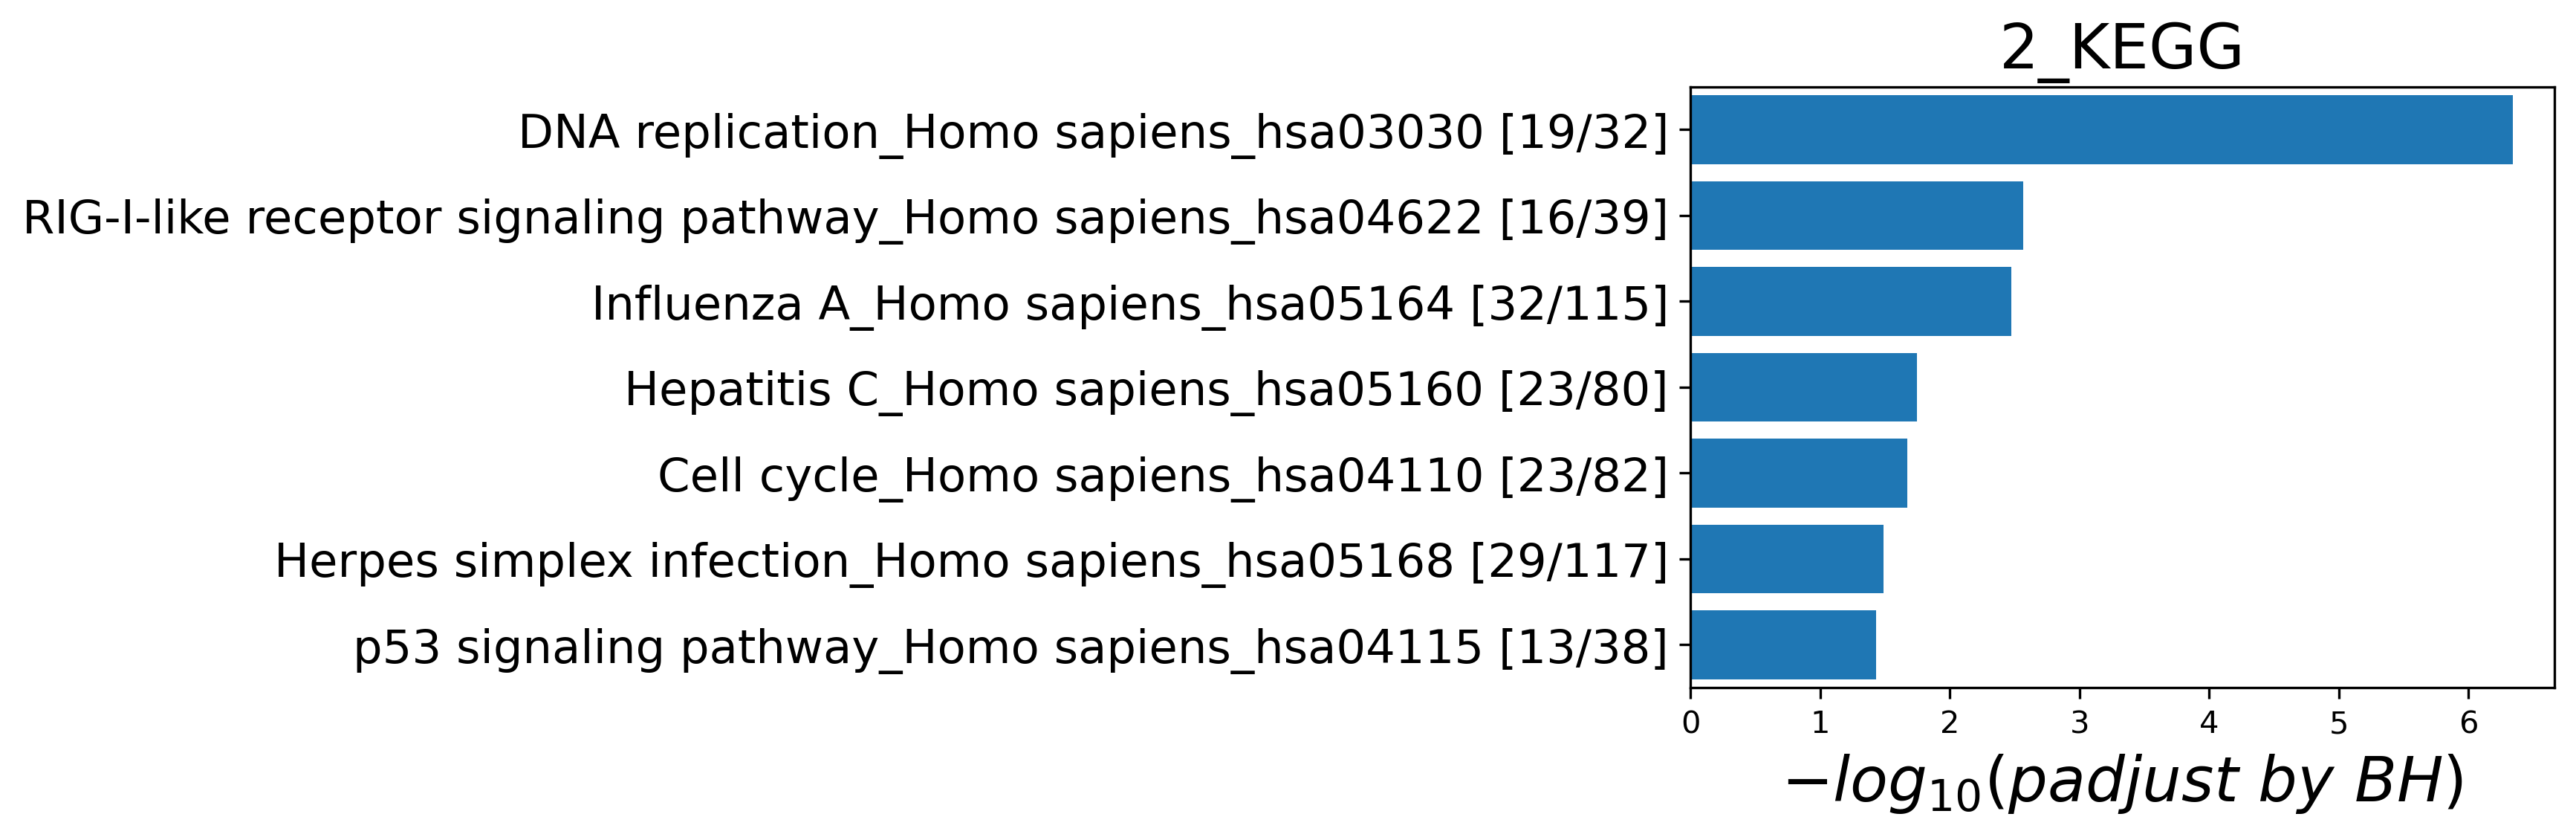 2_KEGG
DNA replication_Homo sapiens_hsa03030 [19/32]
RIG-I-like receptor signaling pathway_Homo sapiens_hsa04622 [16/39]
Influenza A_Homo sapiens_hsa05164 [32/115]
Hepatitis C_Homo sapiens_hsa05160 [23/80]
Cell cycle_Homo sapiens_hsa04110 [23/82]
Herpes simplex infection_Homo sapiens_hsa05168 [29/117]
p53 signaling pathway_Homo sapiens_hsa04115 [13/38]
0 1 2 3 4 5 6
−log₁₀(padjust by BH)